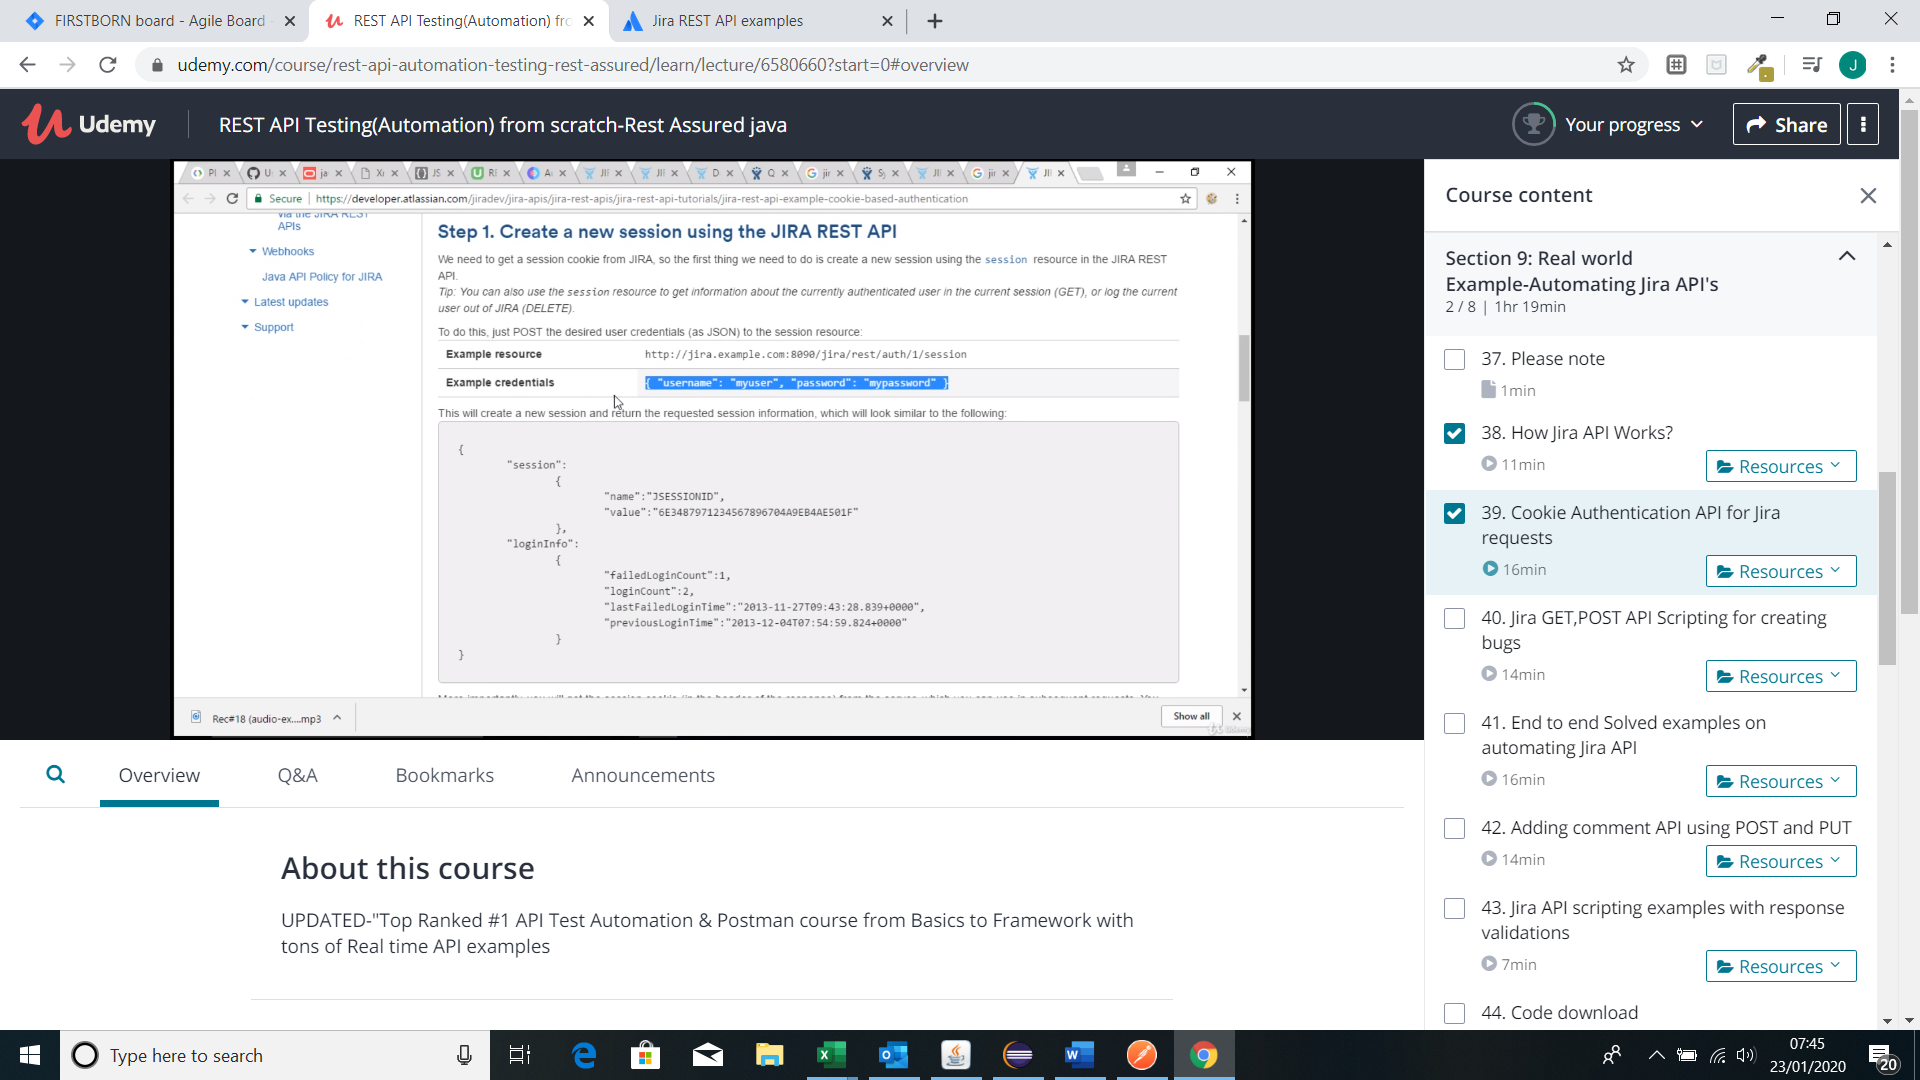 FIRSTBORN board - Agile Board
REST API Testing(Automation) fro
Jira REST API examples
udemy.com/course/rest-api-automation-testing-rest-assured/learn/lecture/6580660?start=0#overview
J
Udemy
REST API Testing(Automation) from scratch-Rest Assured java
Your progress
Share
Secure
https://developer.atlassian.com/jiradev/jira-apis/jira-rest-apis/jira-rest-api-tutorials/jira-rest-api-example-cookie-based-authentication
via the JIRA REST
APIs
Webhooks
Java API Policy for JIRA
Latest updates
Support
Step 1. Create a new session using the JIRA REST API
We need to get a session cookie from JIRA, so the first thing we need to do is create a new session using the session resource in the JIRA REST
API.
Tip: You can also use the session resource to get information about the currently authenticated user in the current session (GET), or log the current
user out of JIRA (DELETE).
To do this, just POST the desired user credentials (as JSON) to the session resource:
Example resource
http://jira.example.com:8090/jira/rest/auth/1/session
Example credentials
{ "username": "myuser", "password": "mypassword" }
This will create a new session and return the requested session information, which will look similar to the following:
{
"session":
{
"name":"JSESSIONID",
"value":"6E3487971234567896704A9EB4AE501F"
},
"loginInfo":
{
"failedLoginCount":1,
"loginCount":2,
"lastFailedLoginTime":"2013-11-27T09:43:28.839+0000",
"previousLoginTime":"2013-12-04T07:54:59.824+0000"
}
}
Rec#18 (audio-ex....mp3
Show all
Course content
Section 9: Real world
Example-Automating Jira API's
2 / 8 | 1hr 19min
37. Please note
1min
38. How Jira API Works?
11min
Resources
39. Cookie Authentication API for Jira
requests
16min
Resources
40. Jira GET,POST API Scripting for creating
bugs
14min
Resources
41. End to end Solved examples on
automating Jira API
16min
Resources
42. Adding comment API using POST and PUT
14min
Resources
43. Jira API scripting examples with response
validations
7min
Resources
44. Code download
Overview
Q&A
Bookmarks
Announcements
About this course
UPDATED-"Top Ranked #1 API Test Automation & Postman course from Basics to Framework with
tons of Real time API examples
Type here to search
07:45
23/01/2020
20